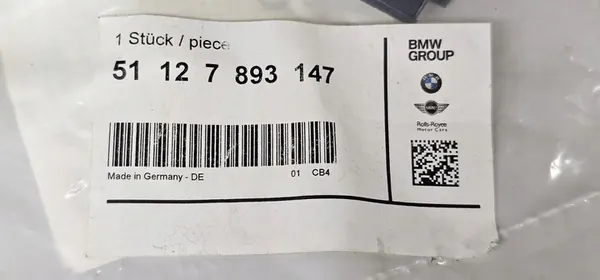 1 Stück / piece
51 12 7 893 147
Made in Germany - DE 01 CB4
BMW
GROUP
Rolls-Royce
Motor Cars